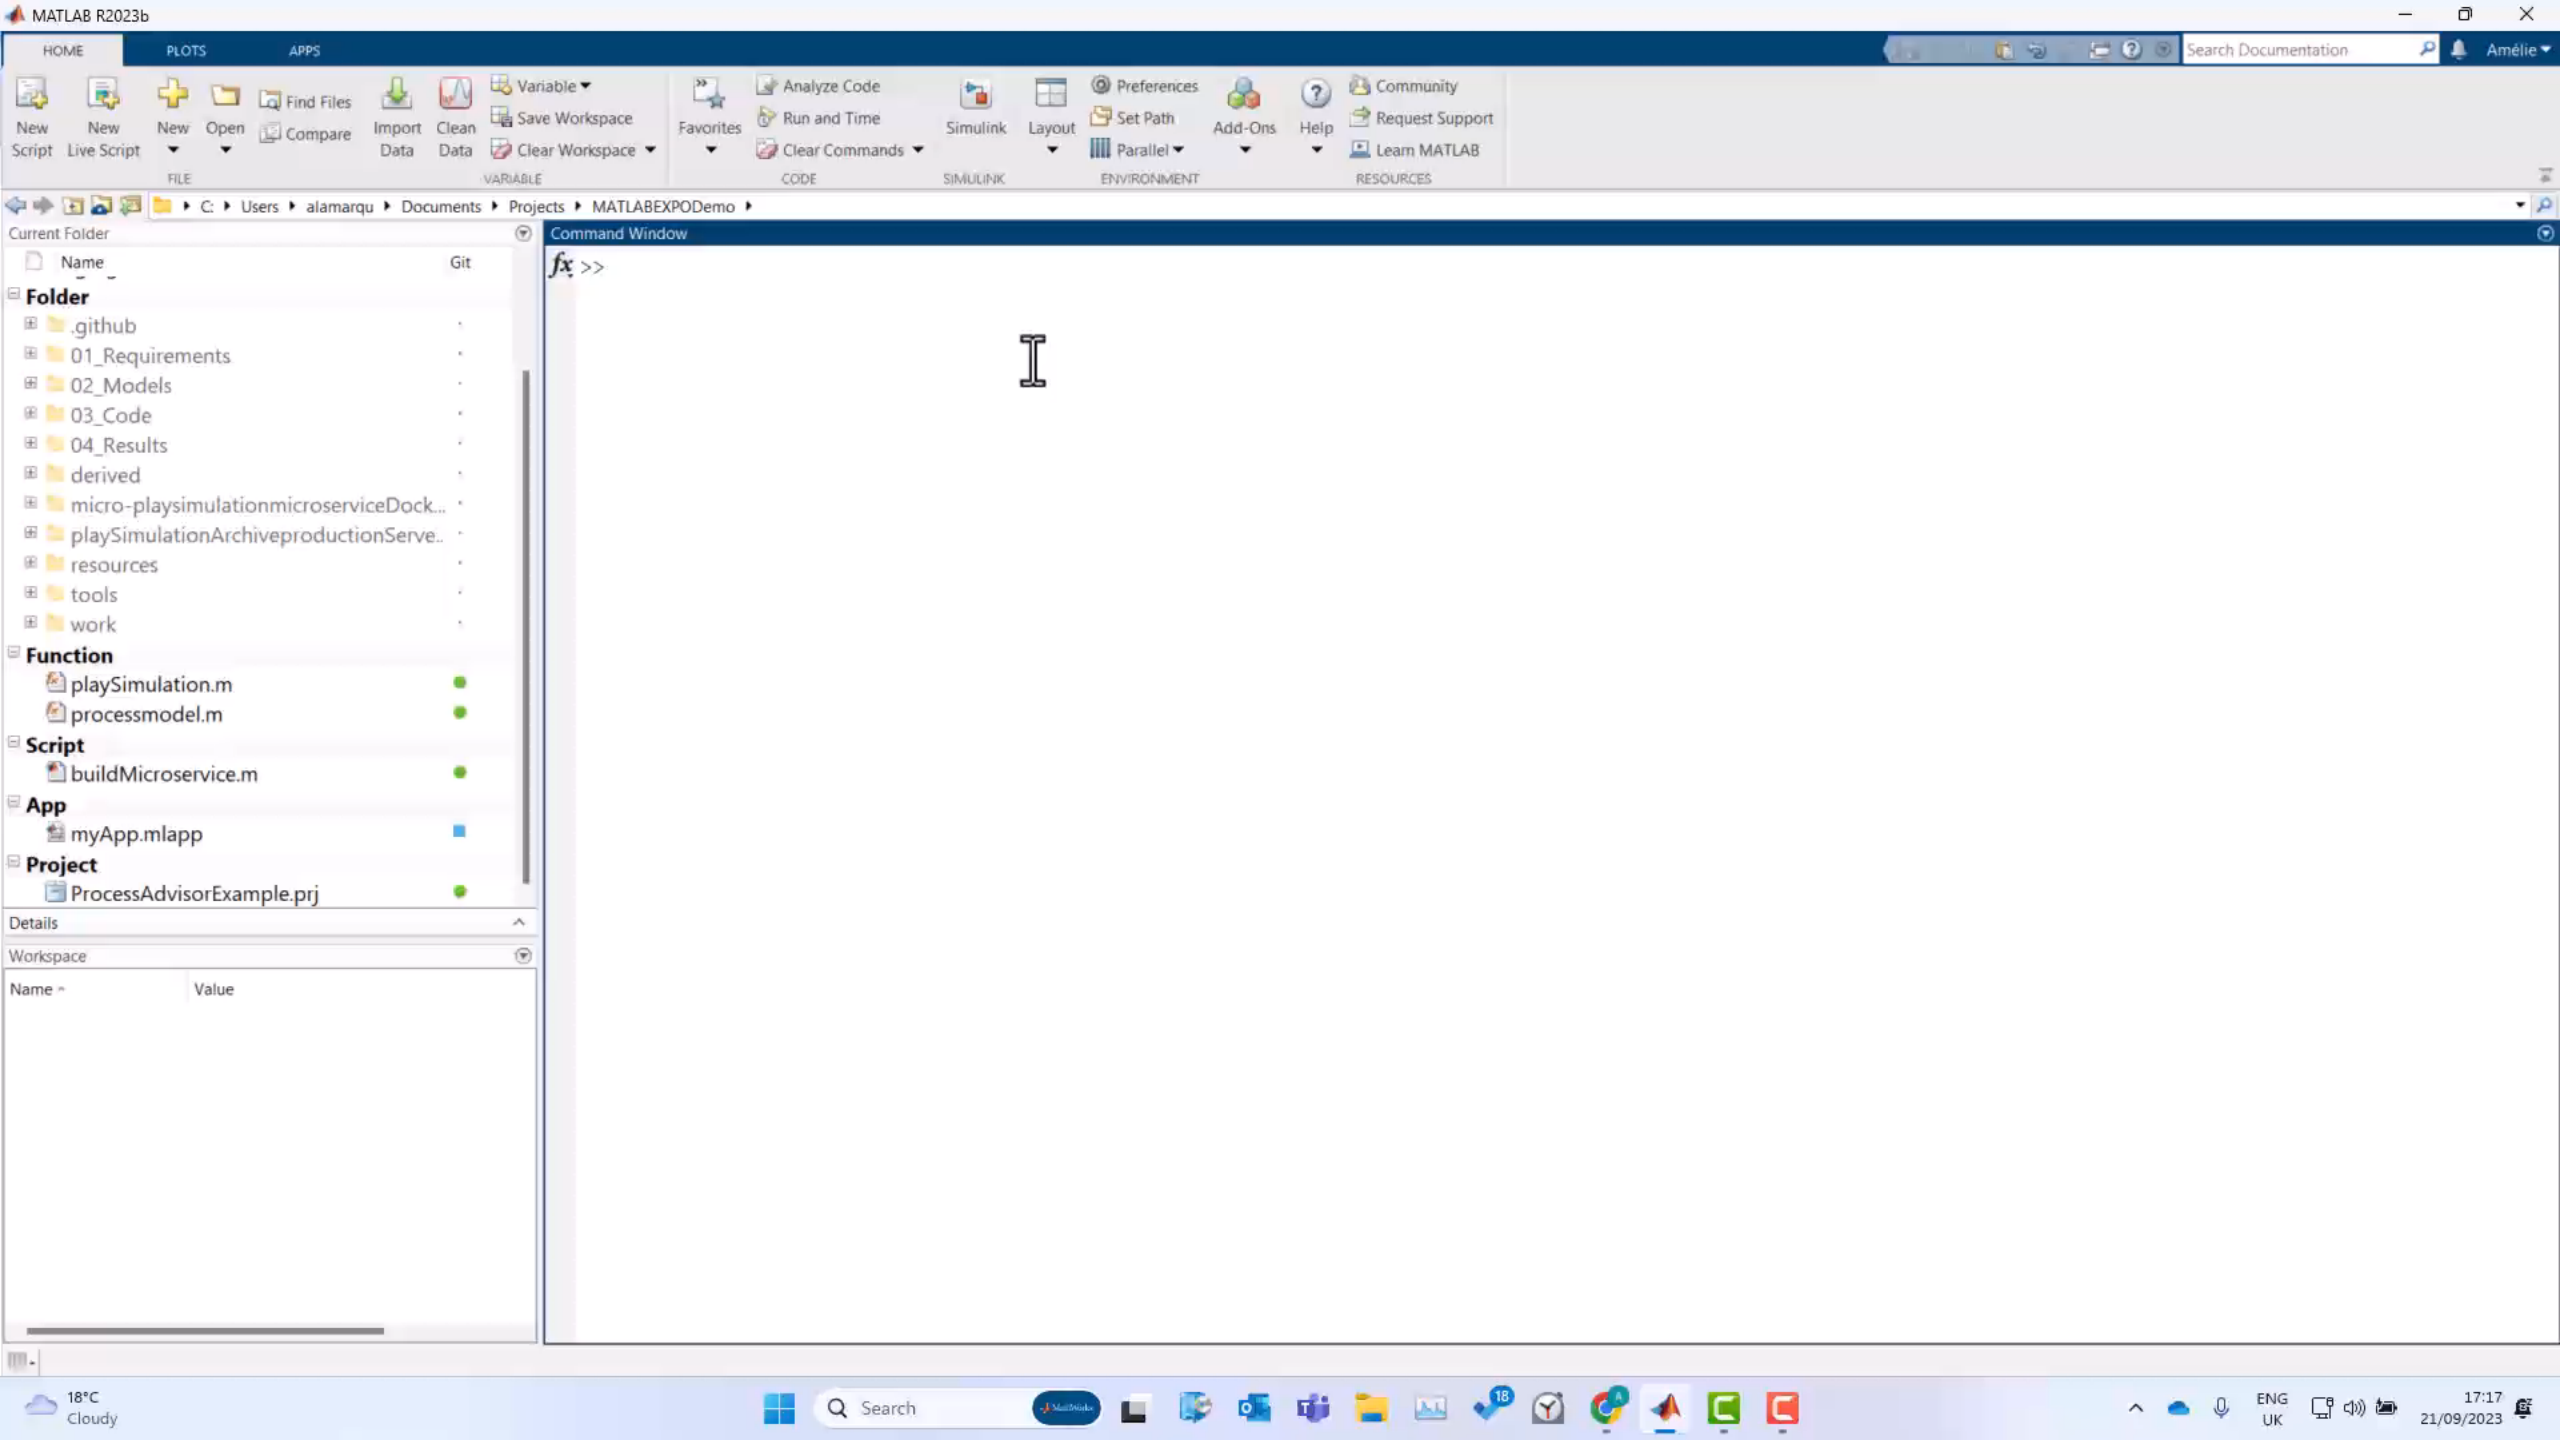 MATLAB R2023b
HOME PLOTS APPS
Search Documentation
Amélie
New Script
New Live Script
New
Open
Find Files
Compare
FILE
Import Data
Clean Data
Variable
Save Workspace
Clear Workspace
VARIABLE
Favorites
Analyze Code
Run and Time
Clear Commands
CODE
Simulink
SIMULINK
Layout
Preferences
Set Path
Parallel
Add-Ons
ENVIRONMENT
Help
Community
Request Support
Learn MATLAB
RESOURCES
C: Users alamarqu Documents Projects MATLABEXPODemo
Current Folder
Name Git
Folder
.github
01_Requirements
02_Models
03_Code
04_Results
derived
micro-playsimulationmicroserviceDock...
playSimulationArchiveproductionServe..
resources
tools
work
Function
playSimulation.m
processmodel.m
Script
buildMicroservice.m
App
myApp.mlapp
Project
ProcessAdvisorExample.prj
Details
Workspace
Name Value
Command Window
fx >>
18°C
Cloudy
Search
MathWorks
18
A
ENG
UK
17:17
21/09/2023